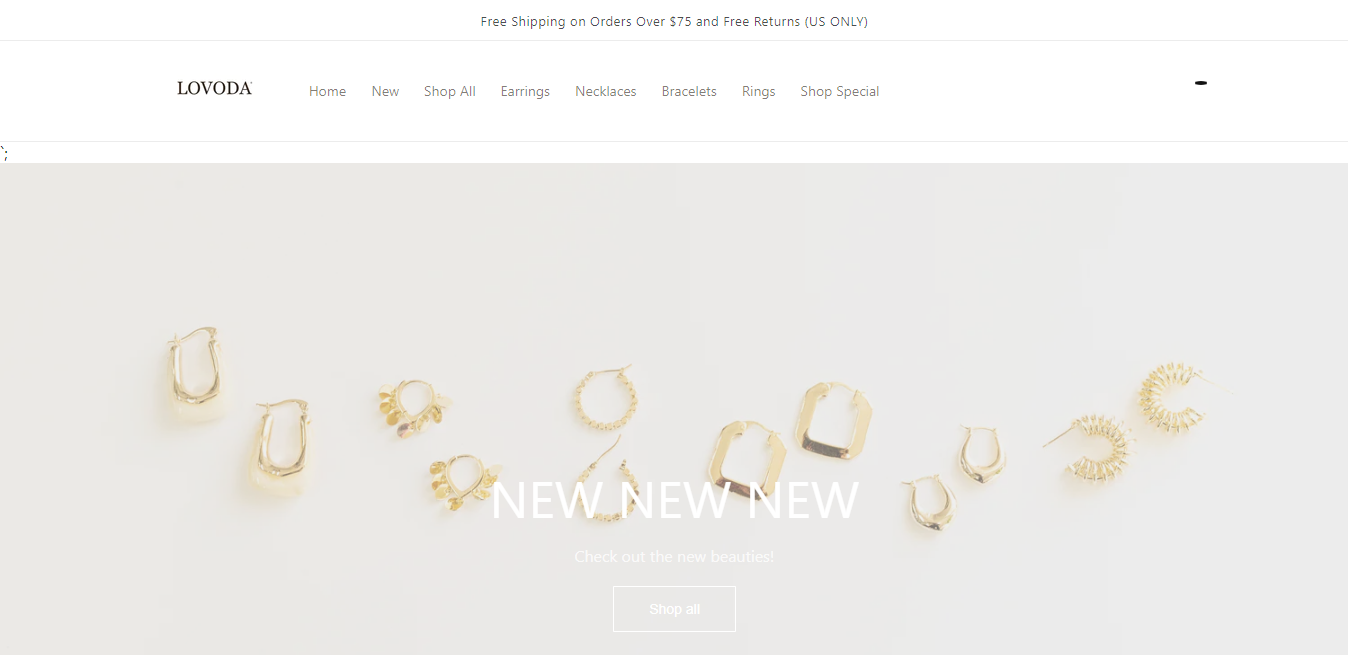 Free Shipping on Orders Over $75 and Free Returns (US ONLY)
LOVODA
Home New Shop All Earrings Necklaces Bracelets Rings Shop Special
`;
NEW NEW NEW
Check out the new beauties!
Shop all